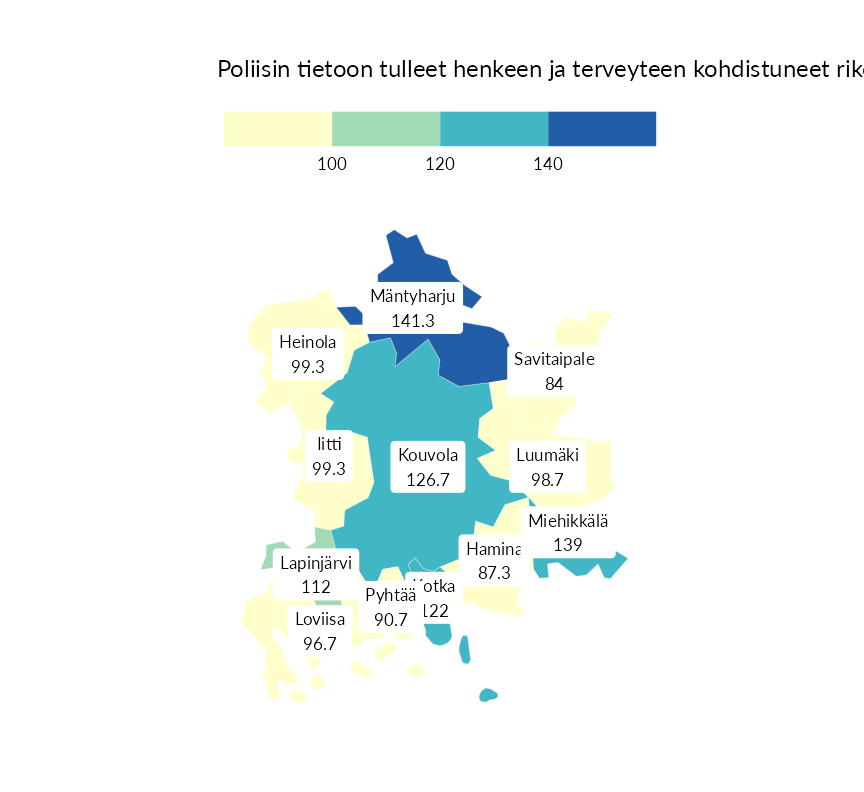 Poliisin tietoon tulleet henkeen ja terveyteen kohdistuneet rik
100
120
140
Mäntyharju
141.3
Heinola
99.3
Savitaipale
84
Iitti
99.3
Kouvola
126.7
Luumäki
98.7
Miehikkälä
139
Hamina
87.3
Lapinjärvi
112
Pyhtää
90.7
otka
122
Loviisa
96.7